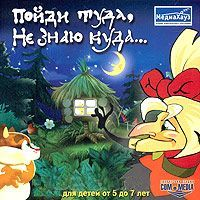 Пойди туда,
Не знаю куда...
МедиаХауз
для детей от 5 до 7 лет
COM MEDIA